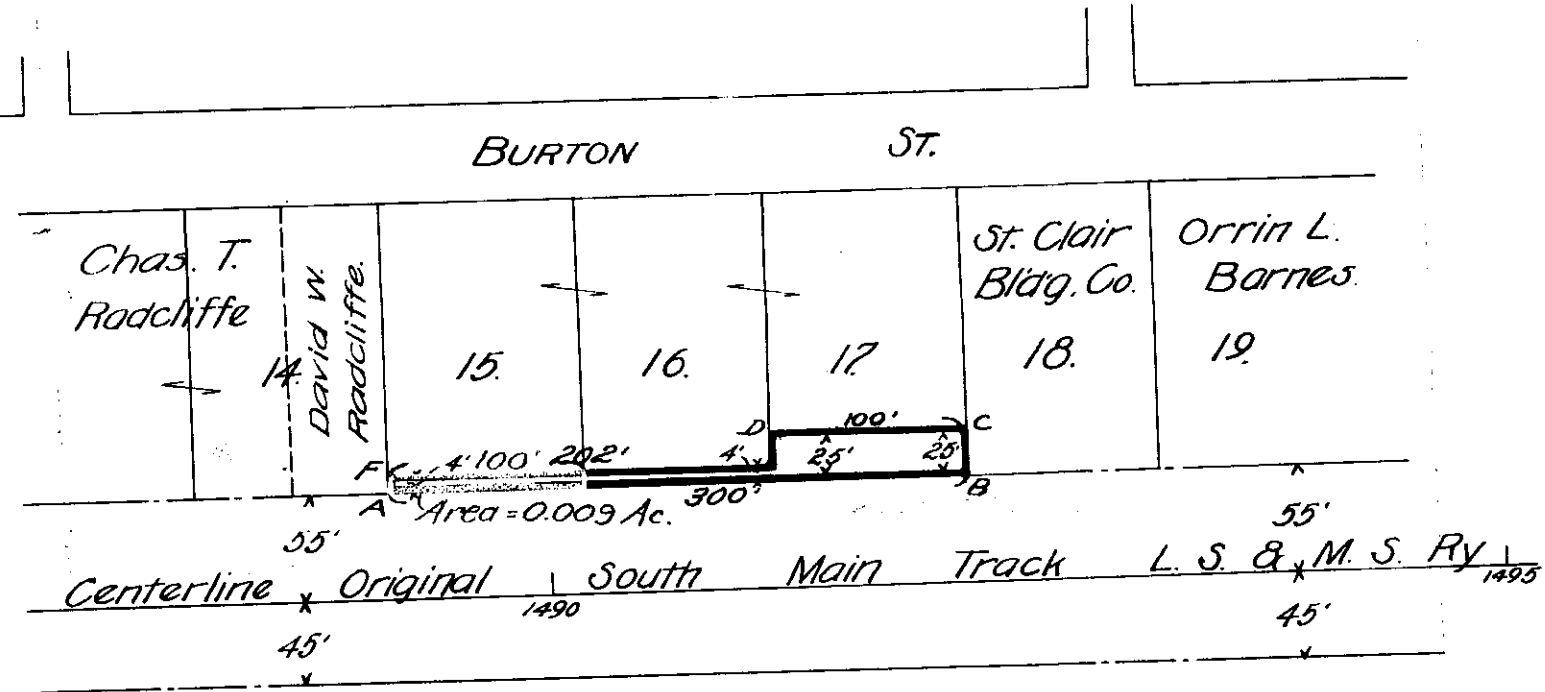 BURTON ST.
Chas. T.
Radcliffe
14.
David W.
Radcliffe.
15.
16.
17.
St. Clair
Bldg. Co.
18.
Orrin L.
Barnes.
19.
D 100' C
F 4' 100' 202' 4' 25' 25'
A 300' B
Area = 0.009 Ac.
55' 55'
Centerline Original South Main Track L. S. & M. S. Ry
1490 1495
45' 45'